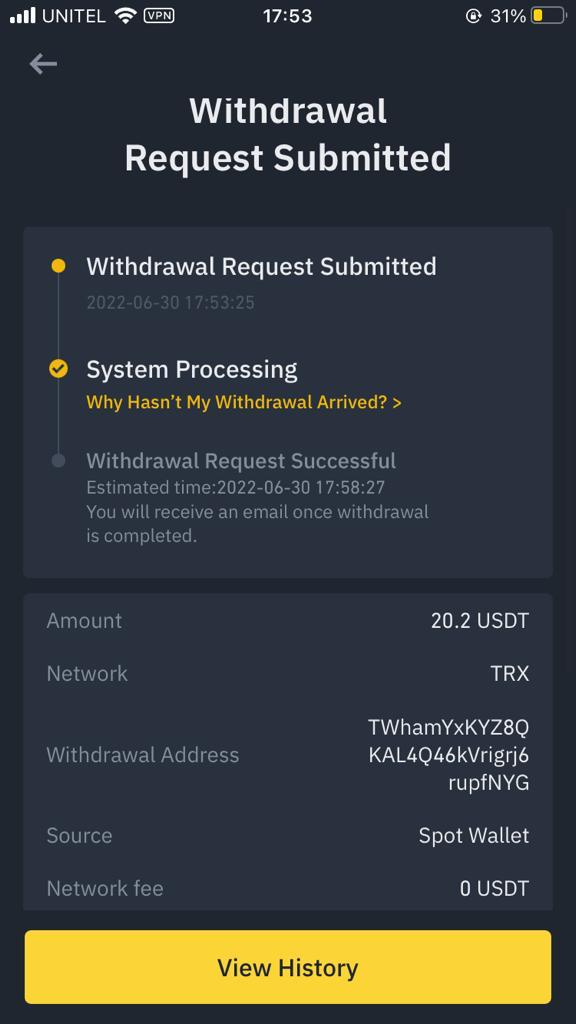 UNITEL VPN 17:53 31%
Withdrawal
Request Submitted
Withdrawal Request Submitted
2022-06-30 17:53:25
System Processing
Why Hasn't My Withdrawal Arrived? >
Withdrawal Request Successful
Estimated time:2022-06-30 17:58:27
You will receive an email once withdrawal
is completed.
Amount 20.2 USDT
Network TRX
Withdrawal Address TWhamYxKYZ8Q
KAL4Q46kVrigrj6
rupfNYG
Source Spot Wallet
Network fee 0 USDT
View History